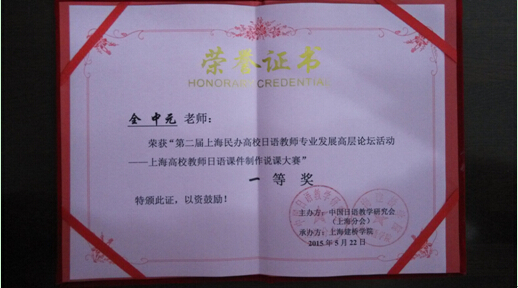 荣誉证书
HONORARY CREDENTIAL
金中元 老师：
荣获“第二届上海民办高校日语教师专业发展高层论坛活动
——上海高校教师日语课件制作说课大赛”
一等奖
特颁此证，以资鼓励！
主办方：中国日语教学研究会
（上海分会）
承办方：上海建桥学院
2015年5月22日